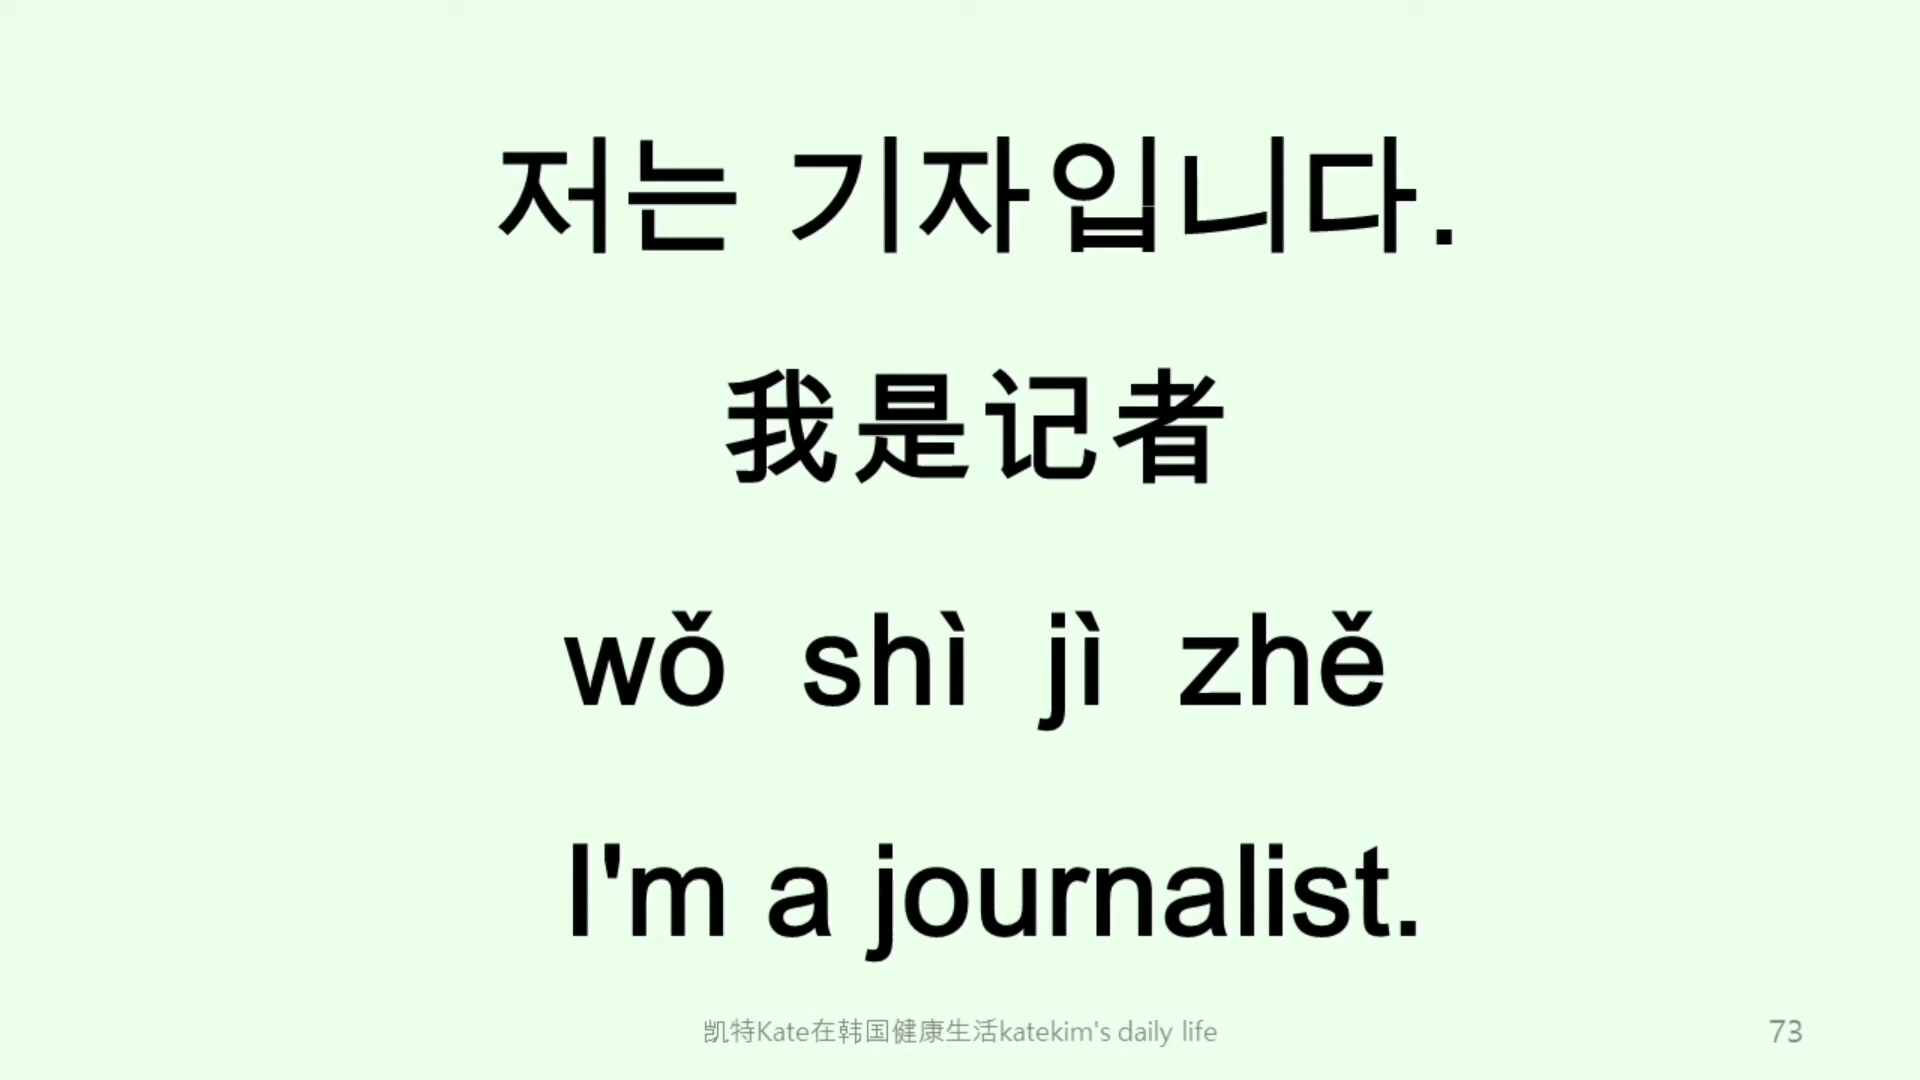 저는 기자입니다.
我是记者
wǒ shì jì zhě
I'm a journalist.
凯特Kate在韩国健康生活katekim's daily life
73